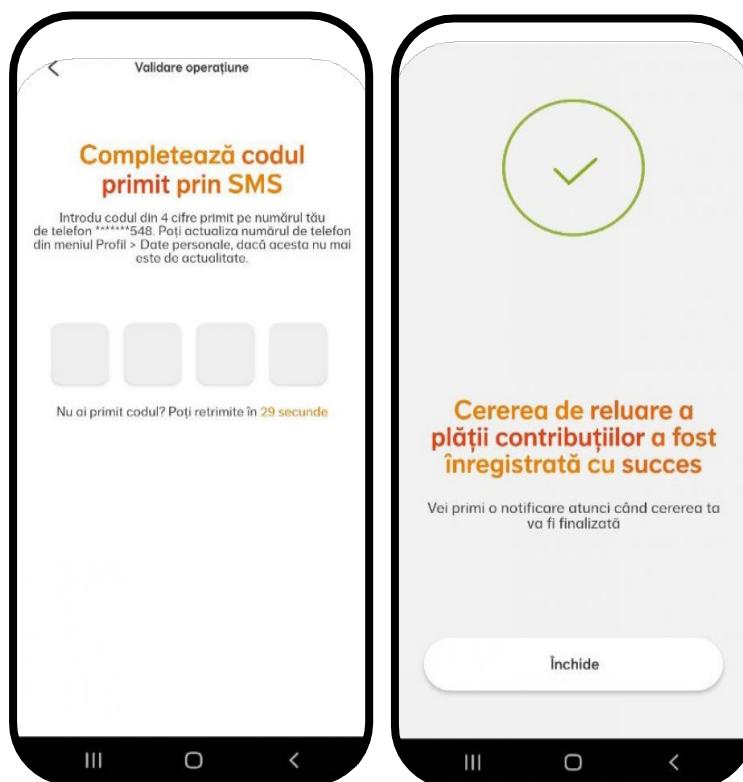 Validare operațiune
Completează codul
primit prin SMS
Introdu codul din 4 cifre primit pe numărul tău
de telefon *******548. Poți actualiza numărul de telefon
din meniul Profil > Date personale, dacă acesta nu mai
este de actualitate.
Nu ai primit codul? Poți retrimite în 29 secunde
Cererea de reluare a
plății contribuțiilor a fost
înregistrată cu succes
Vei primi o notificare atunci când cererea ta
va fi finalizată
Închide